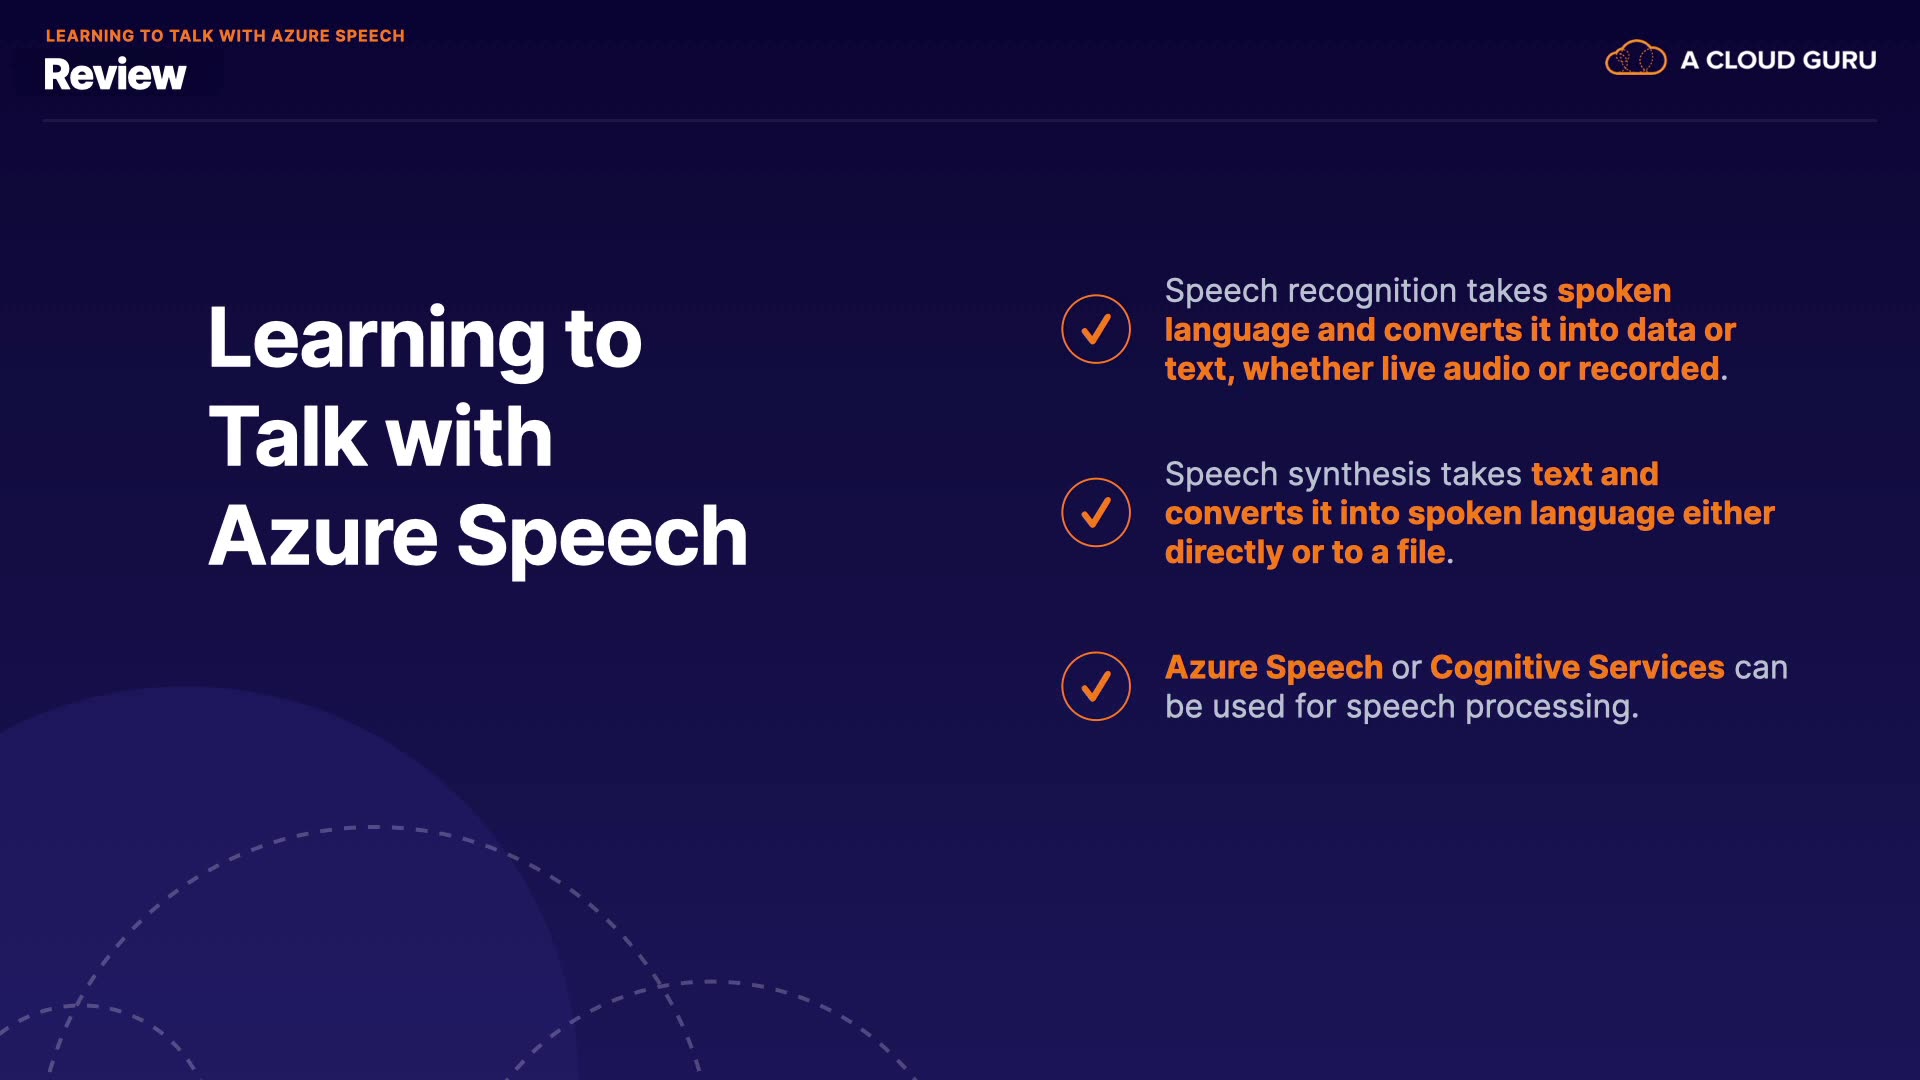 LEARNING TO TALK WITH AZURE SPEECH
Review
A CLOUD GURU
Learning to
Talk with
Azure Speech
Speech recognition takes spoken
language and converts it into data or
text, whether live audio or recorded.
Speech synthesis takes text and
converts it into spoken language either
directly or to a file.
Azure Speech or Cognitive Services can
be used for speech processing.